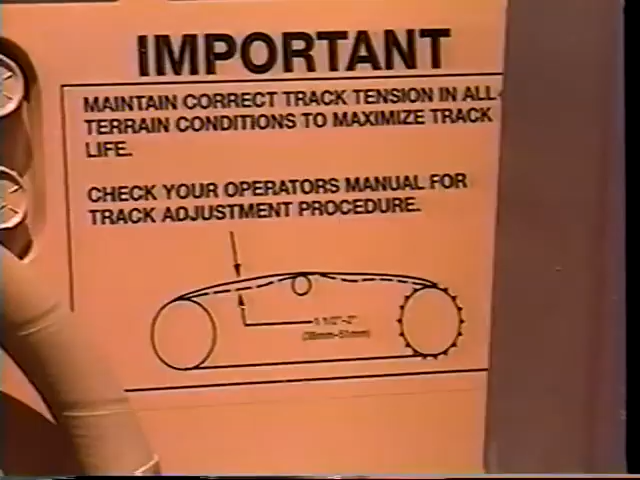 IMPORTANT
MAINTAIN CORRECT TRACK TENSION IN ALL
TERRAIN CONDITIONS TO MAXIMIZE TRACK
LIFE.
CHECK YOUR OPERATORS MANUAL FOR
TRACK ADJUSTMENT PROCEDURE.